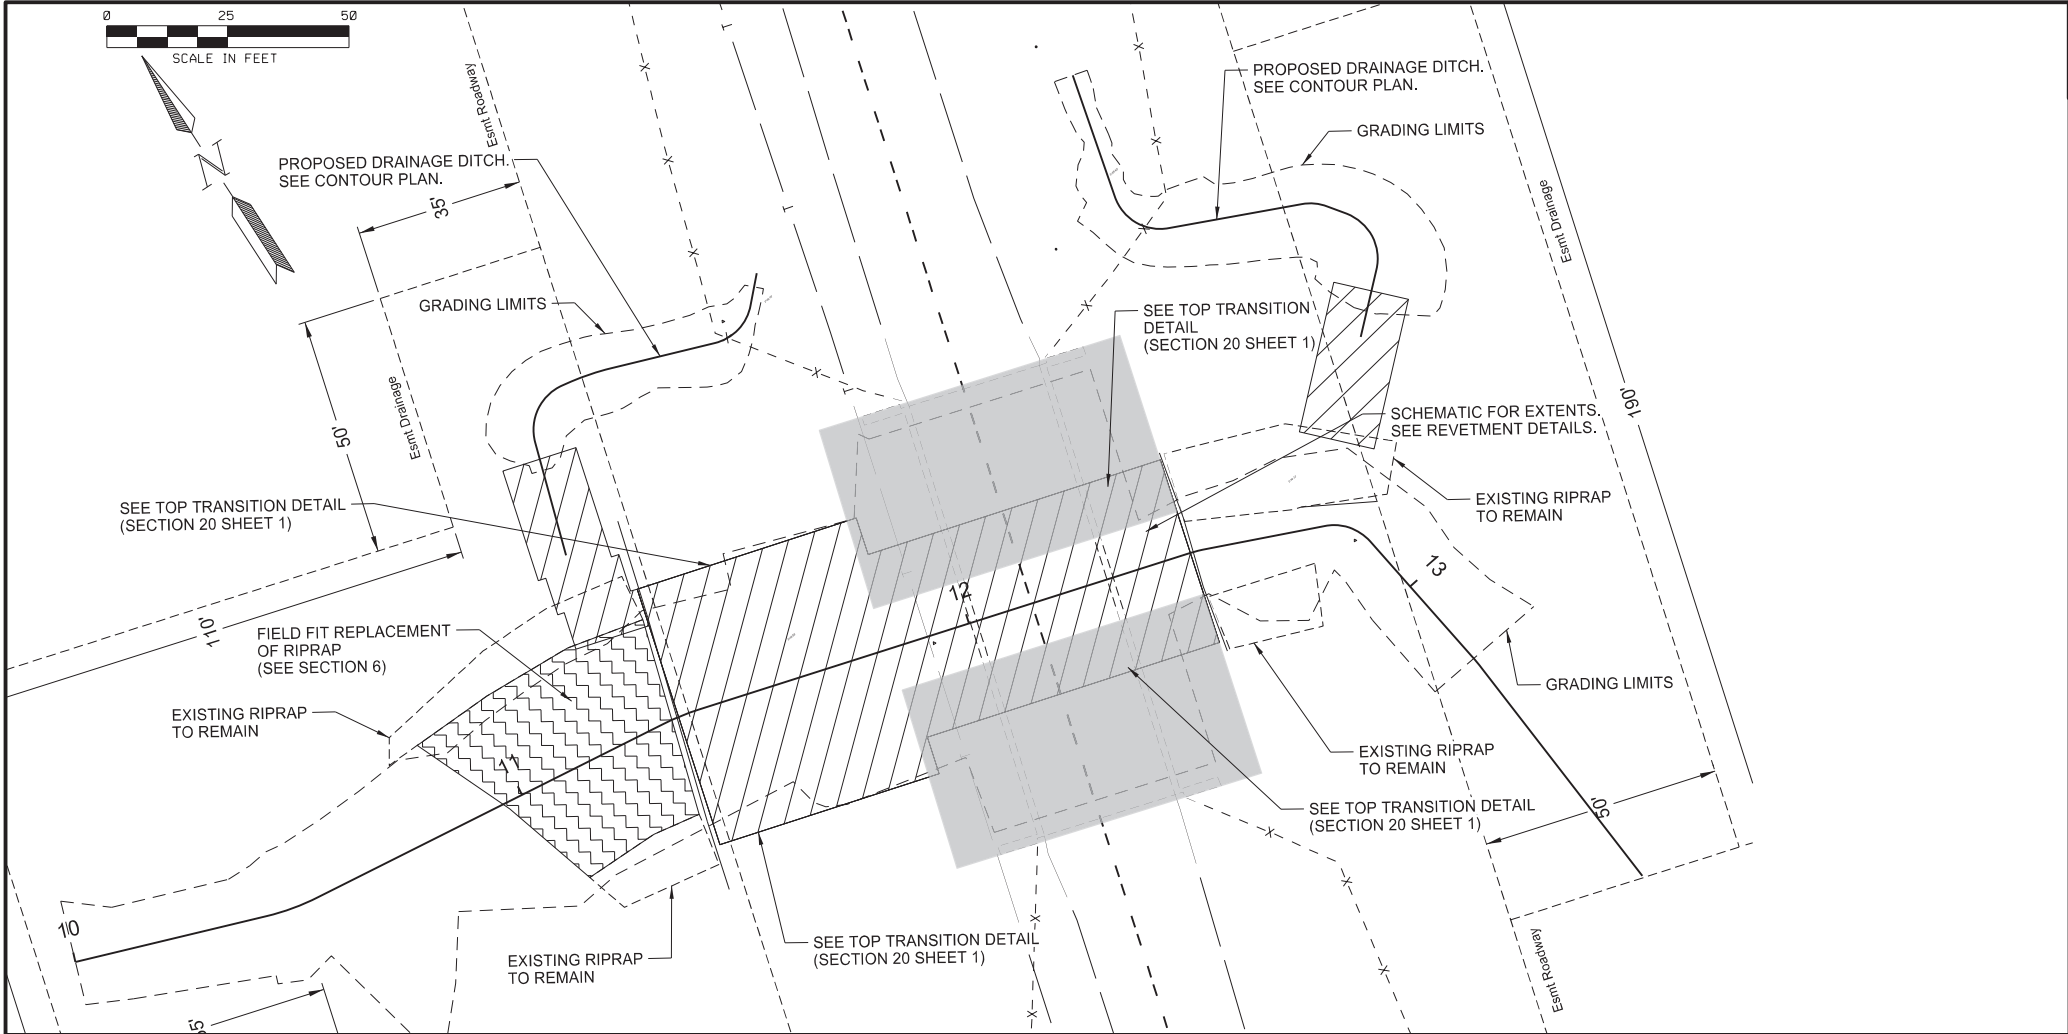 0 25 50
SCALE IN FEET
N
Esmt Roadway
PROPOSED DRAINAGE DITCH.
SEE CONTOUR PLAN.
35'
GRADING LIMITS
50'
Esmt Drainage
SEE TOP TRANSITION DETAIL
(SECTION 20 SHEET 1)
110'
FIELD FIT REPLACEMENT
OF RIPRAP
(SEE SECTION 6)
EXISTING RIPRAP
TO REMAIN
11
10
EXISTING RIPRAP
TO REMAIN
SEE TOP TRANSITION DETAIL
(SECTION 20 SHEET 1)
12
PROPOSED DRAINAGE DITCH.
SEE CONTOUR PLAN.
GRADING LIMITS
Esmt Drainage
SEE TOP TRANSITION
DETAIL
(SECTION 20 SHEET 1)
190'
SCHEMATIC FOR EXTENTS.
SEE REVETMENT DETAILS.
EXISTING RIPRAP
TO REMAIN
13
GRADING LIMITS
EXISTING RIPRAP
TO REMAIN
SEE TOP TRANSITION DETAIL
(SECTION 20 SHEET 1)
50'
Esmt Roadway